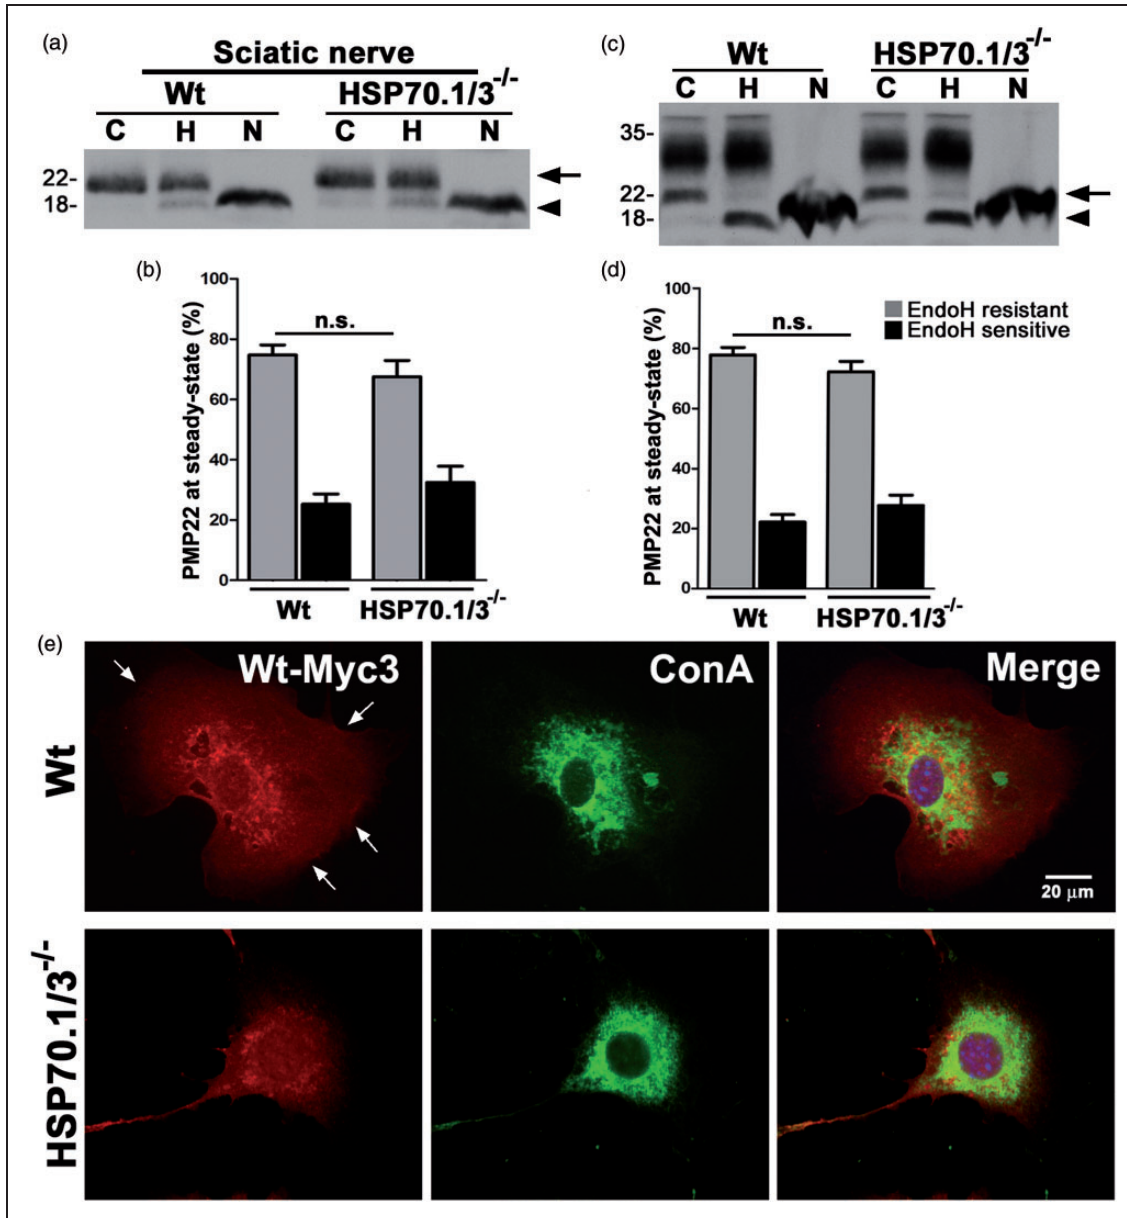 (a)
Sciatic nerve
Wt HSP70.1/3-/-
C H N C H N
22-
18-
(c)
Wt HSP70.1/3-/-
C H N C H N
35-
22-
18-
(b)
PMP22 at steady-state (%)
100
80
60
40
20
0
n.s.
Wt HSP70.1/3-/-
(d)
PMP22 at steady-state (%)
100
80
60
40
20
0
n.s.
EndoH resistant
EndoH sensitive
Wt HSP70.1/3-/-
(e)
Wt
Wt-Myc3
ConA
Merge
20 µm
HSP70.1/3-/-